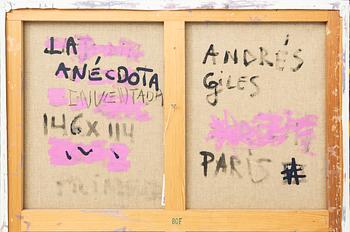 LA
ANÉCDOTA
INVENTADA
146 X 114
ANDRÉS
GILES
PARÍS #
80F